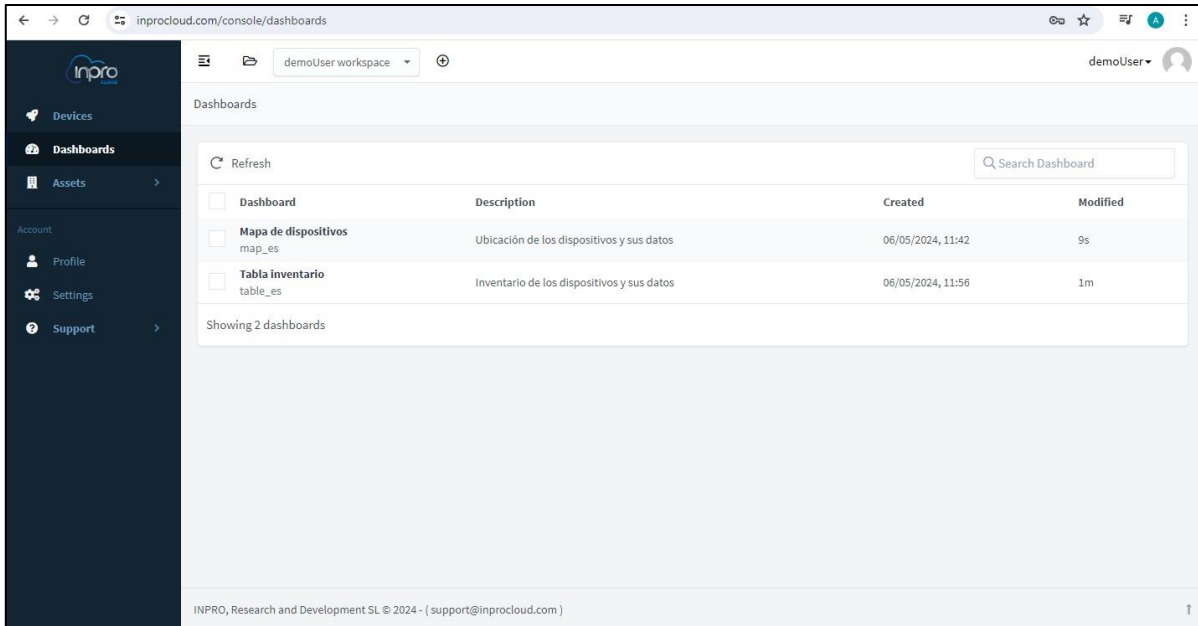 inprocloud.com/console/dashboards
A
inpro
CLOUD
demoUser workspace
demoUser
Devices
Dashboards
Assets
Account
Profile
Settings
Support
Dashboards
Refresh
Search Dashboard
Dashboard Description Created Modified
Mapa de dispositivos
map_es
Ubicación de los dispositivos y sus datos 06/05/2024, 11:42 9s
Tabla inventario
table_es
Inventario de los dispositivos y sus datos 06/05/2024, 11:56 1m
Showing 2 dashboards
INPRO, Research and Development SL © 2024 - ( support@inprocloud.com )